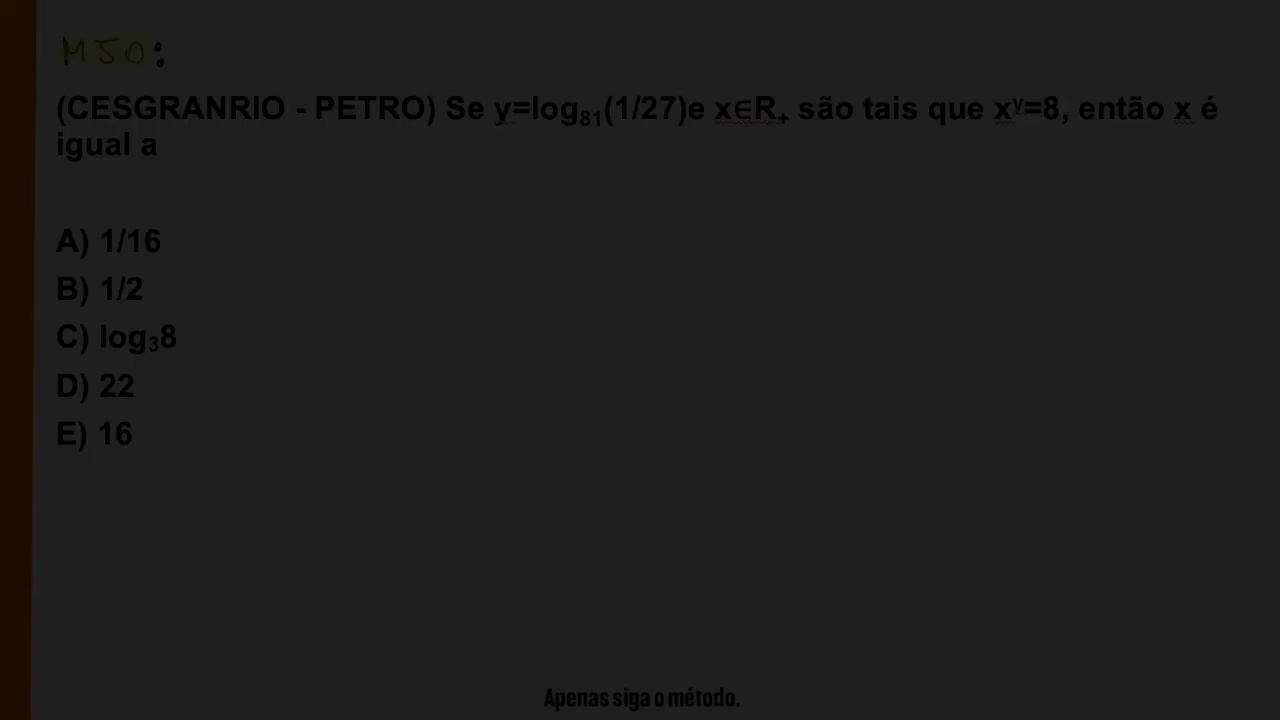 M50:
(CESGRANRIO - PETRO) Se y=log₈₁(1/27)e x∈R₊ são tais que xʸ=8, então x é
igual a
A) 1/16
B) 1/2
C) log₃8
D) 22
E) 16
Apenas siga o método.